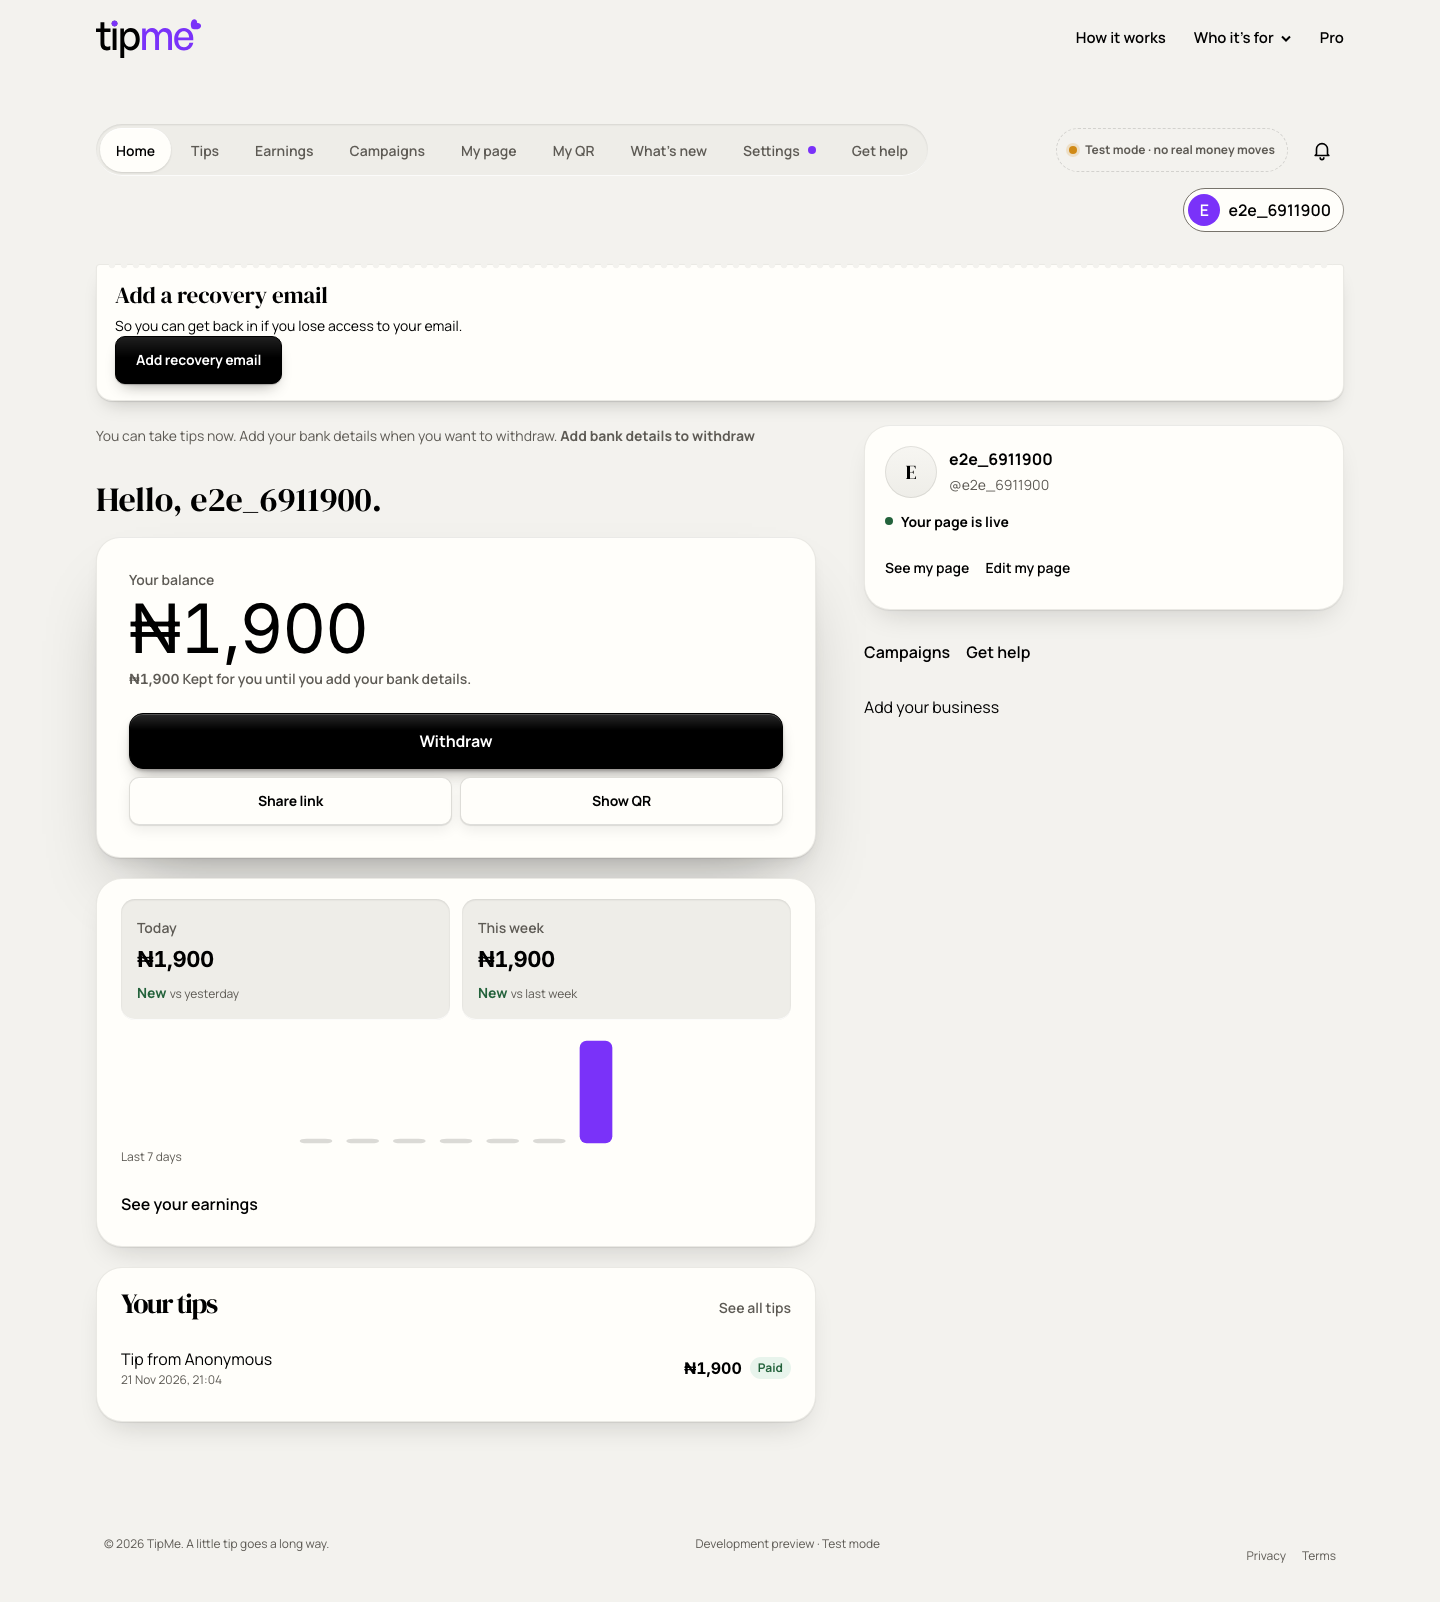 tipme
How it works Who it's for Pro
Home Tips Earnings Campaigns My page My QR What's new Settings Get help
Test mode · no real money moves
E e2e_6911900
Add a recovery email
So you can get back in if you lose access to your email.
Add recovery email
You can take tips now. Add your bank details when you want to withdraw. Add bank details to withdraw
Hello, e2e_6911900.
Your balance
₦1,900
₦1,900 Kept for you until you add your bank details.
Withdraw
Share link Show QR
E
e2e_6911900
@e2e_6911900
Your page is live
See my page Edit my page
Campaigns Get help
Add your business
Today
₦1,900
New vs yesterday
This week
₦1,900
New vs last week
Last 7 days
See your earnings
Your tips
See all tips
Tip from Anonymous
21 Nov 2026, 21:04
₦1,900 Paid
© 2026 TipMe. A little tip goes a long way.
Development preview · Test mode
Privacy Terms